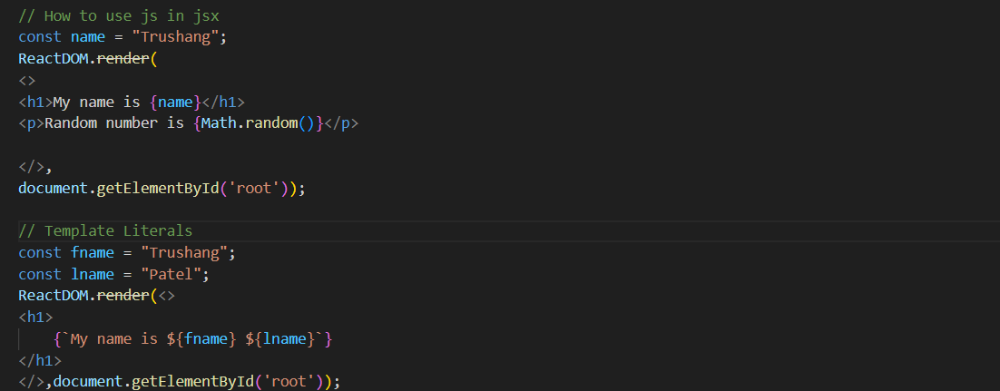 // How to use js in jsx
const name = "Trushang";
ReactDOM.render(
<>
<h1>My name is {name}</h1>
<p>Random number is {Math.random()}</p>
</>,
document.getElementById('root'));
// Template Literals
const fname = "Trushang";
const lname = "Patel";
ReactDOM.render(<>
<h1>
{`My name is ${fname} ${lname}`}
</h1>
</>,document.getElementById('root'));